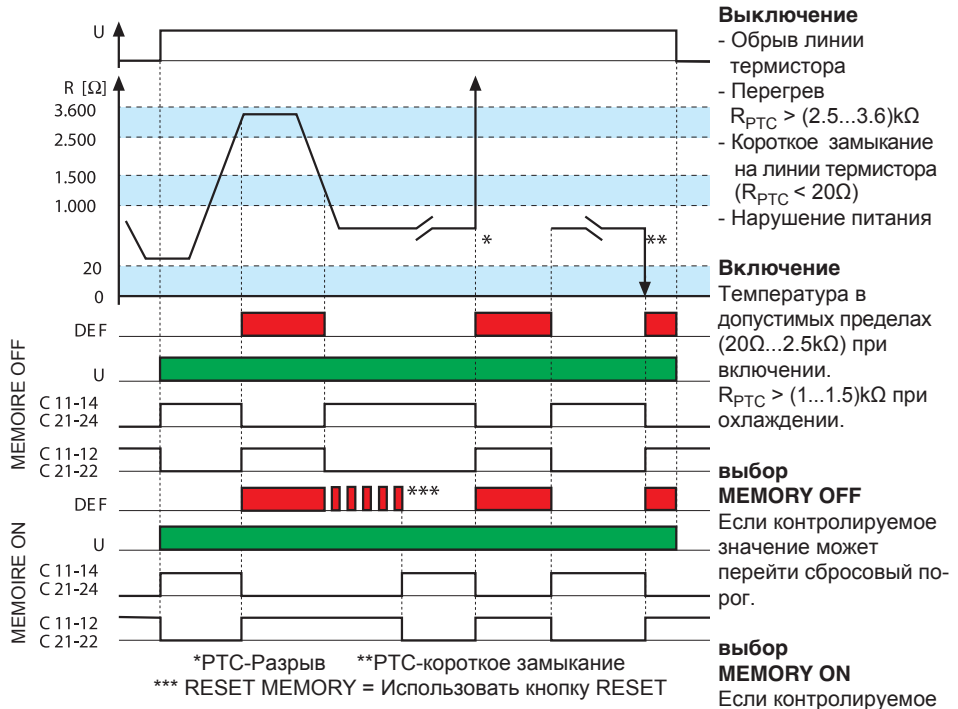 U
R [Ω]
3.600
2.500
1.500
1.000
20
0
*
**
MEMOIRE OFF
DEF
U
C 11-14
C 21-24
C 11-12
C 21-22
MEMOIRE ON
DEF
***
U
C 11-14
C 21-24
C 11-12
C 21-22
*PTC-Разрыв **PTC-короткое замыкание
*** RESET MEMORY = Использовать кнопку RESET
Выключение
- Обрыв линии
термистора
- Перегрев
R_PTC > (2.5...3.6)kΩ
- Короткое замыкание
на линии термистора
(R_PTC < 20Ω)
- Нарушение питания
Включение
Температура в
допустимых пределах
(20Ω...2.5kΩ) при
включении.
R_PTC > (1...1.5)kΩ при
охлаждении.
выбор
MEMORY OFF
Если контролируемое
значение может
перейти сбросовый по-
рог.
выбор
MEMORY ON
Если контролируемое